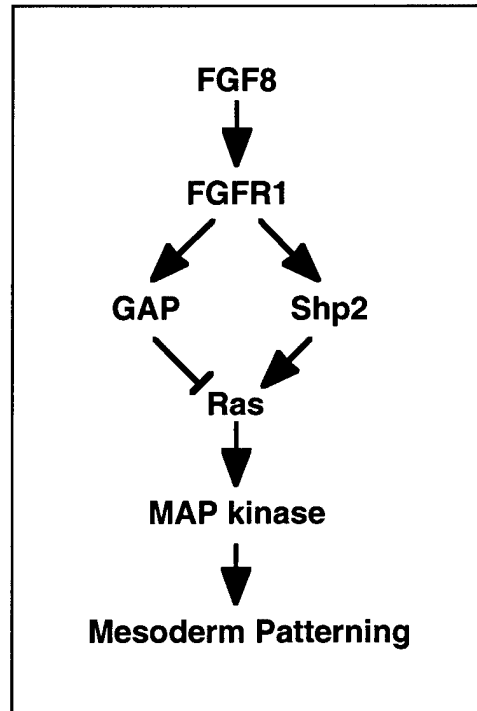 FGF8
FGFR1
GAP Shp2
Ras
MAP kinase
Mesoderm Patterning